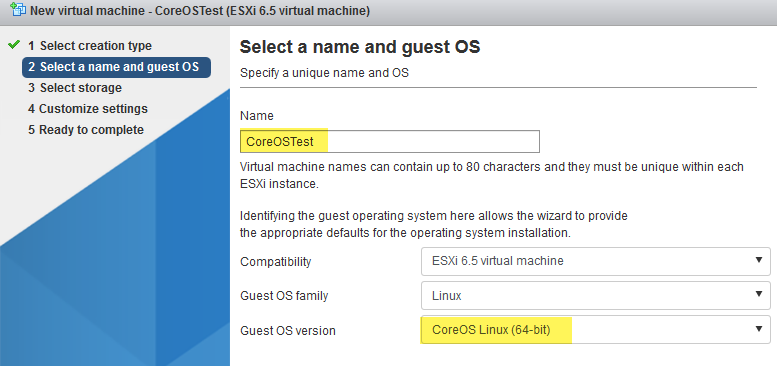 New virtual machine - CoreOSTest (ESXi 6.5 virtual machine)
1 Select creation type
2 Select a name and guest OS
3 Select storage
4 Customize settings
5 Ready to complete
Select a name and guest OS
Specify a unique name and OS
Name
CoreOSTest
Virtual machine names can contain up to 80 characters and they must be unique within each
ESXi instance.
Identifying the guest operating system here allows the wizard to provide
the appropriate defaults for the operating system installation.
Compatibility
ESXi 6.5 virtual machine
Guest OS family
Linux
Guest OS version
CoreOS Linux (64-bit)